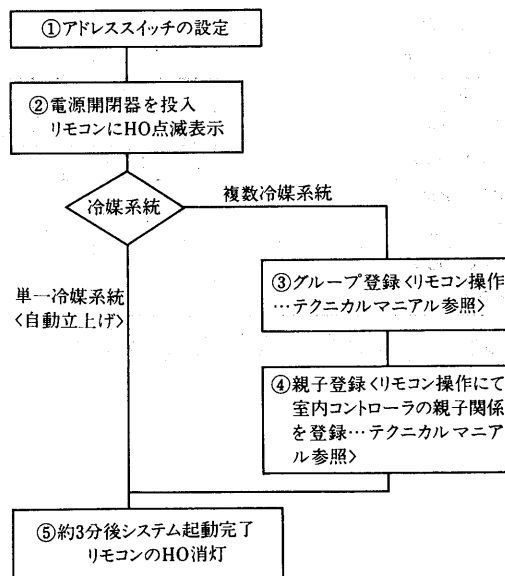 ①アドレススイッチの設定
②電源開閉器を投入
リモコンにHO点滅表示
冷媒系統
複数冷媒系統
単一冷媒系統
<自動立上げ>
③グループ登録<リモコン操作
…テクニカルマニアル参照>
④親子登録<リモコン操作にて
室内コントローラの親子関係
を登録…テクニカルマニア
ル参照>
⑤約3分後システム起動完了
リモコンのHO消灯